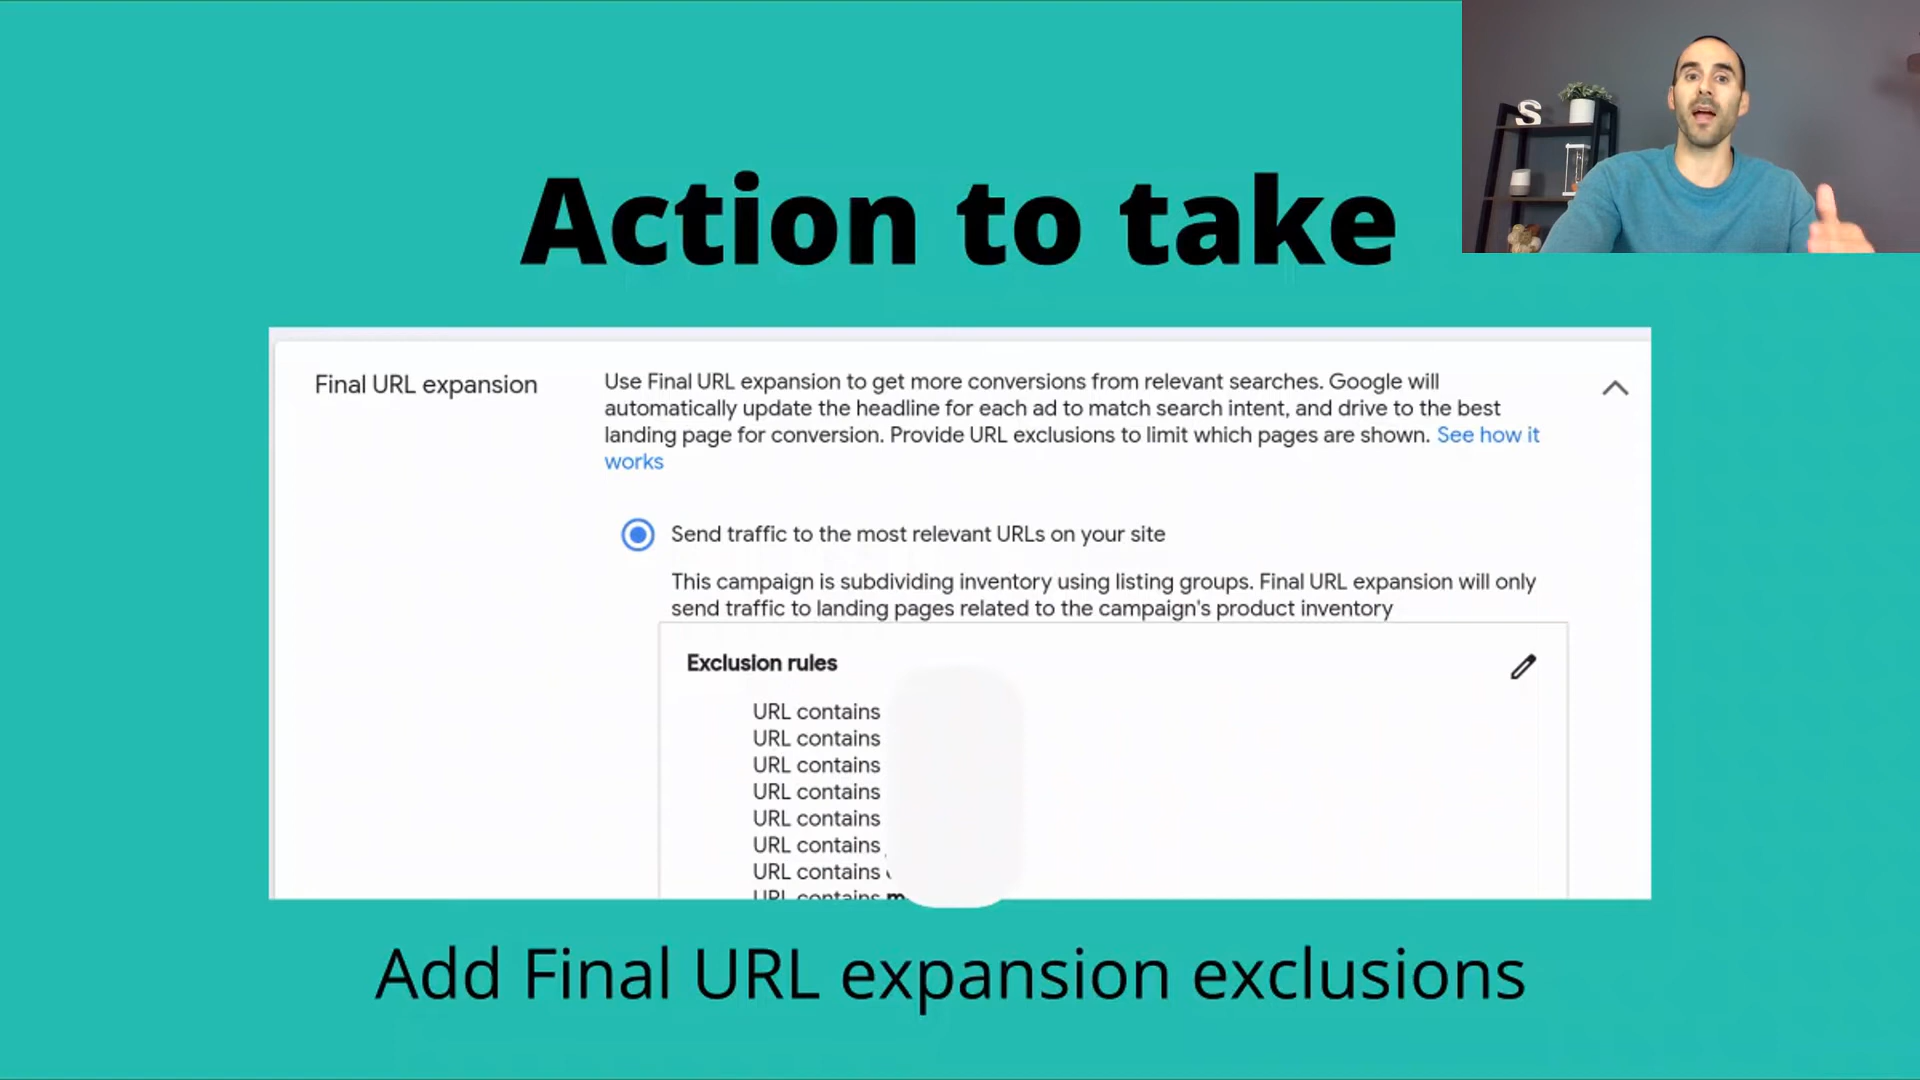 S
Action to take
Final URL expansion
Use Final URL expansion to get more conversions from relevant searches. Google will
automatically update the headline for each ad to match search intent, and drive to the best
landing page for conversion. Provide URL exclusions to limit which pages are shown. See how it
works
Send traffic to the most relevant URLs on your site
This campaign is subdividing inventory using listing groups. Final URL expansion will only
send traffic to landing pages related to the campaign's product inventory
Exclusion rules
URL contains
URL contains
URL contains
URL contains
URL contains
URL contains
URL contains
URL contains
Add Final URL expansion exclusions